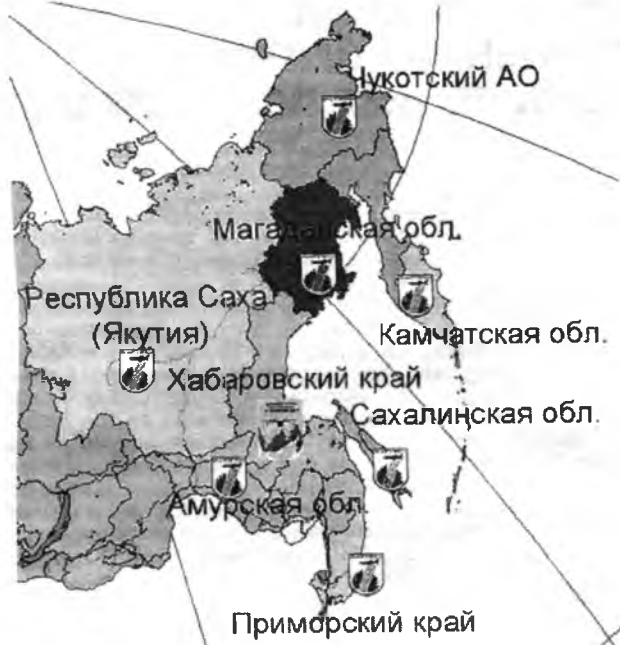 Чукотский АО
Магаданская обл.
Республика Саха
(Якутия)
Камчатская обл.
Хабаровский край
Сахалинская обл.
Амурская обл.
Приморский край